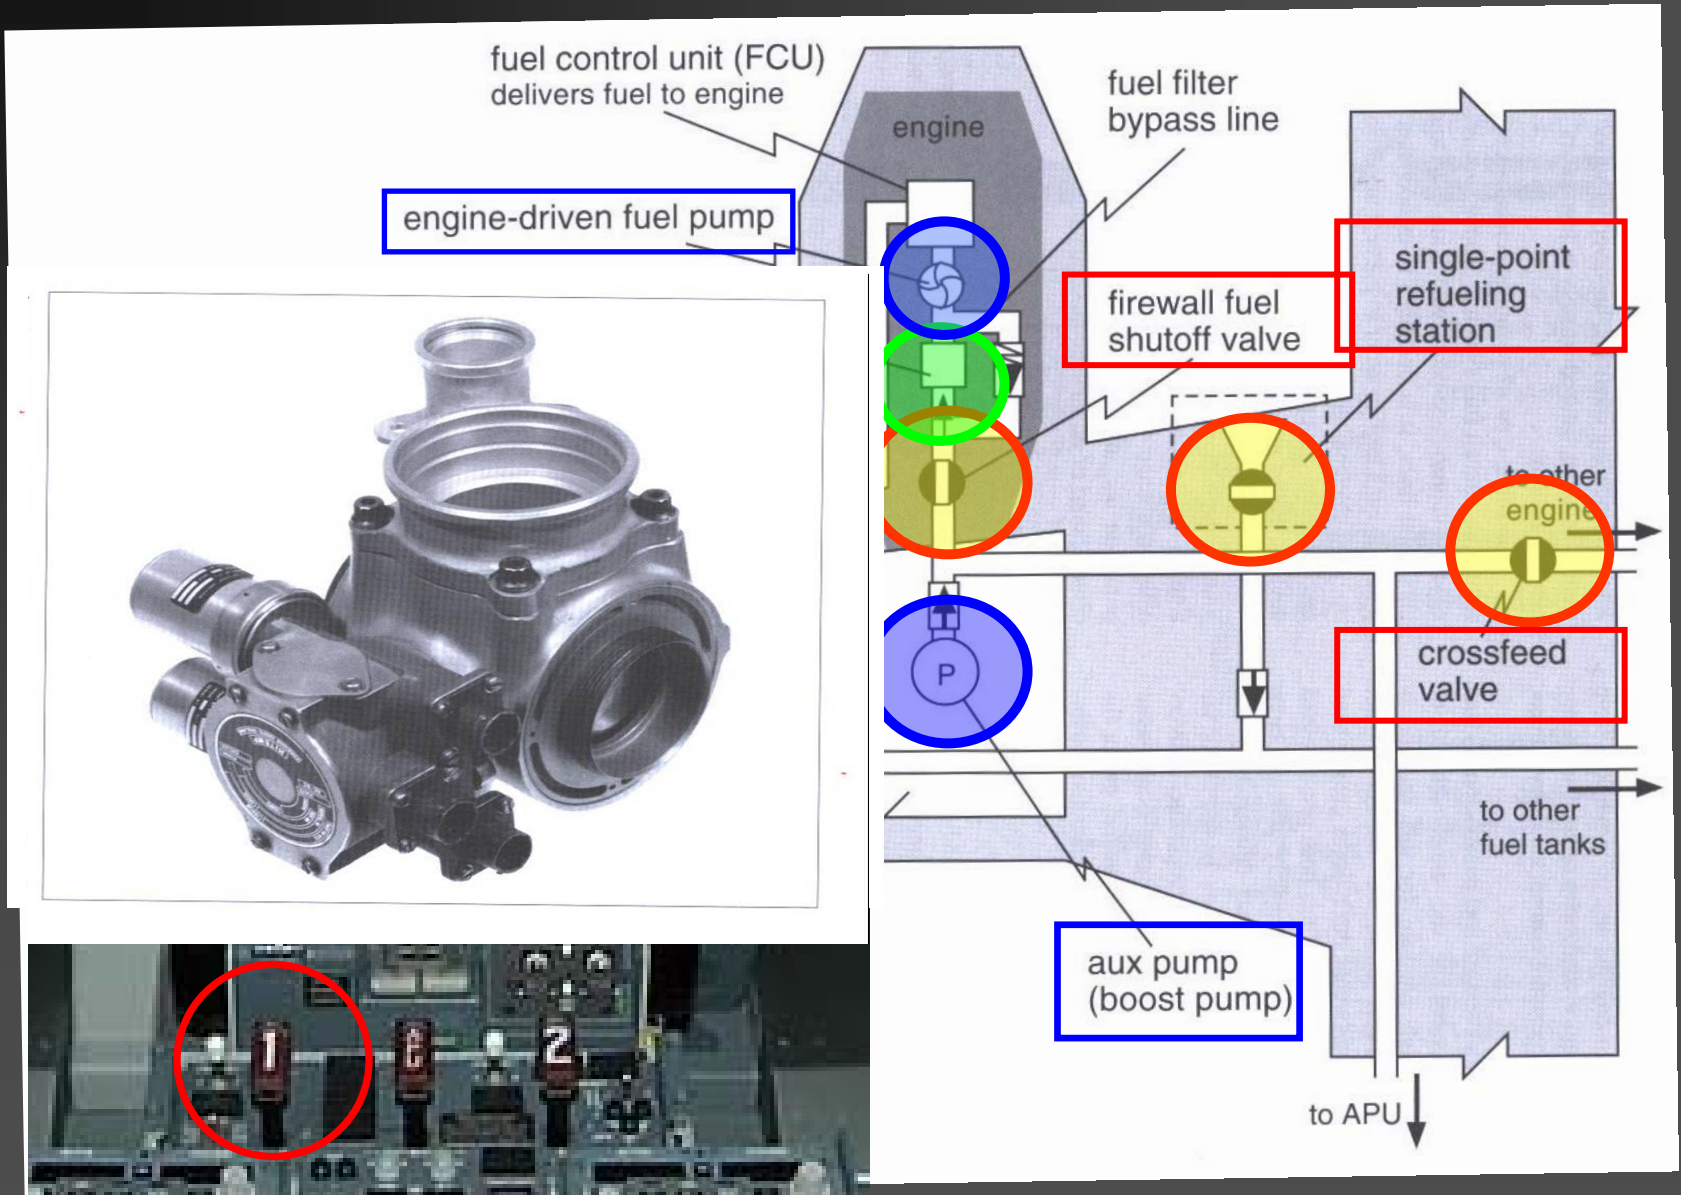 fuel control unit (FCU)
delivers fuel to engine
engine
fuel filter
bypass line
engine-driven fuel pump
single-point
refueling
station
firewall fuel
shutoff valve
to other
engine
P
crossfeed
valve
to other
fuel tanks
aux pump
(boost pump)
to APU
1
2